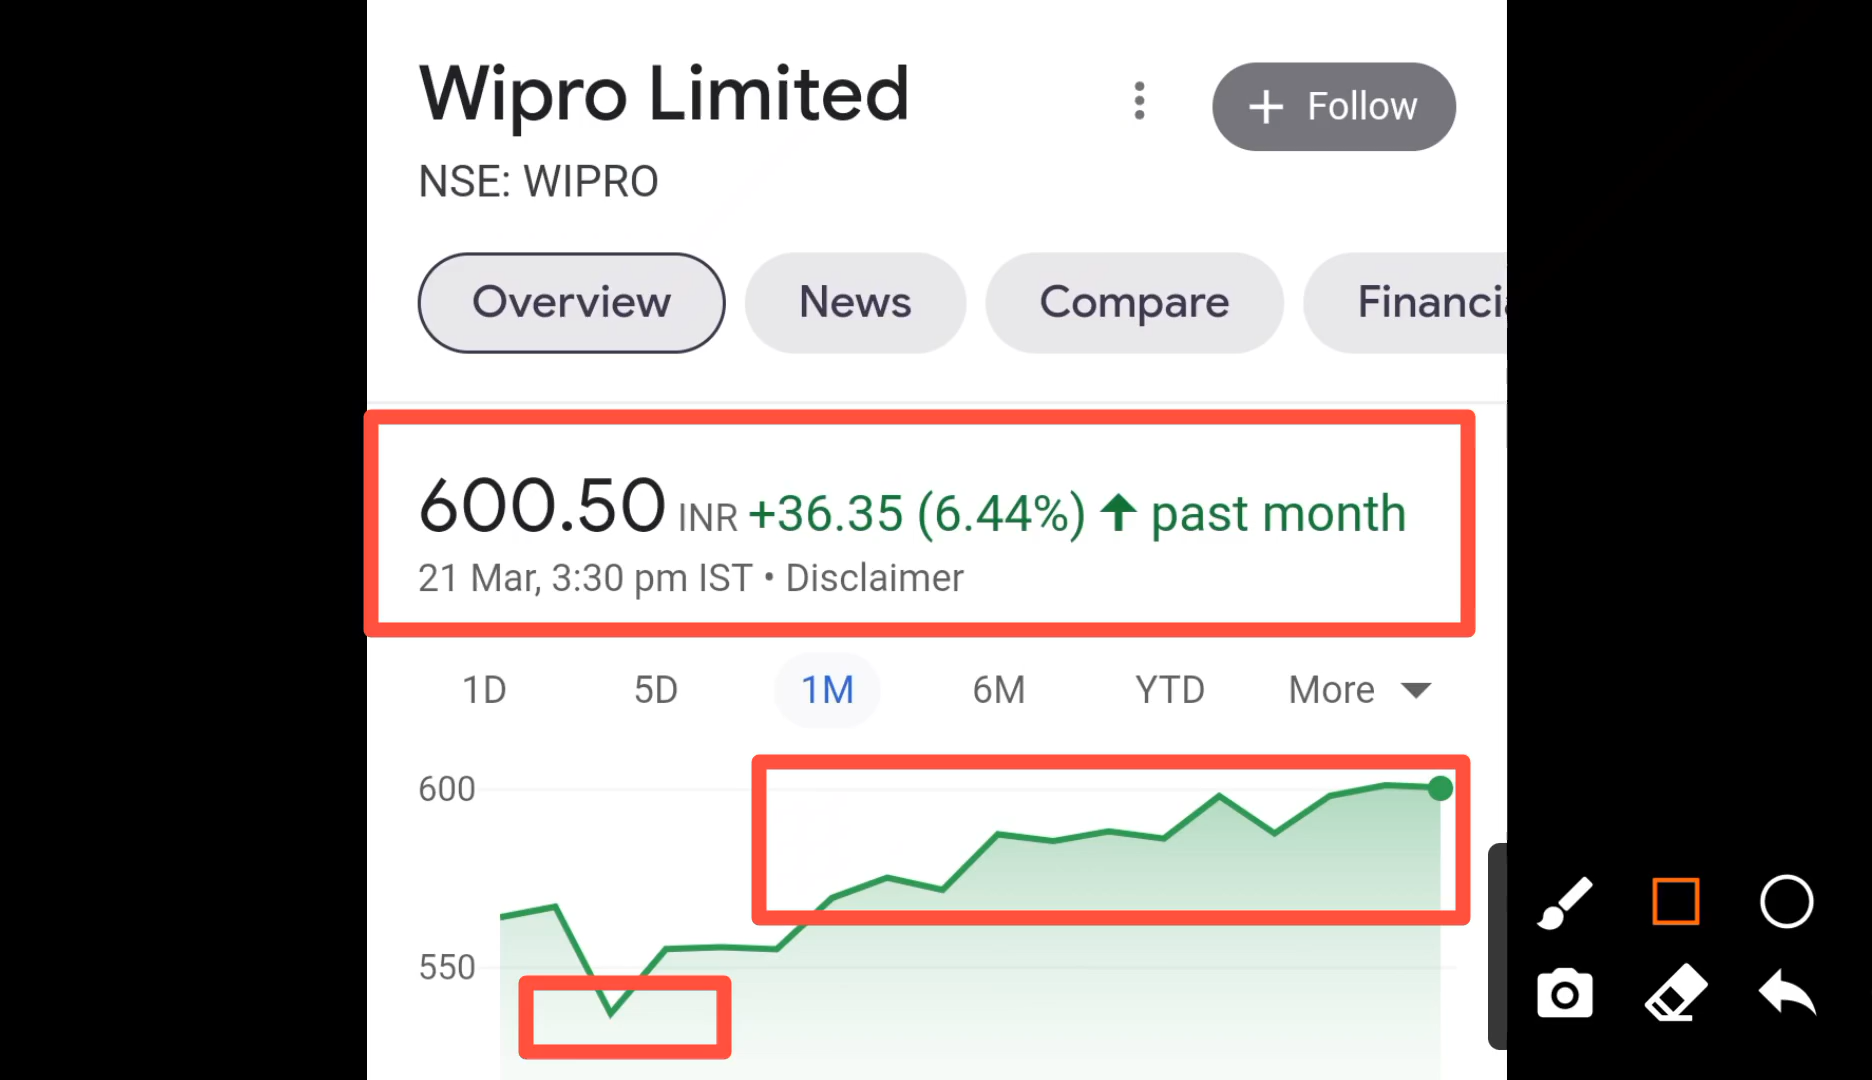 Wipro Limited
+ Follow
NSE: WIPRO
Overview News Compare Financia
600.50 INR +36.35 (6.44%) ↑ past month
21 Mar, 3:30 pm IST • Disclaimer
1D 5D 1M 6M YTD More
600
550